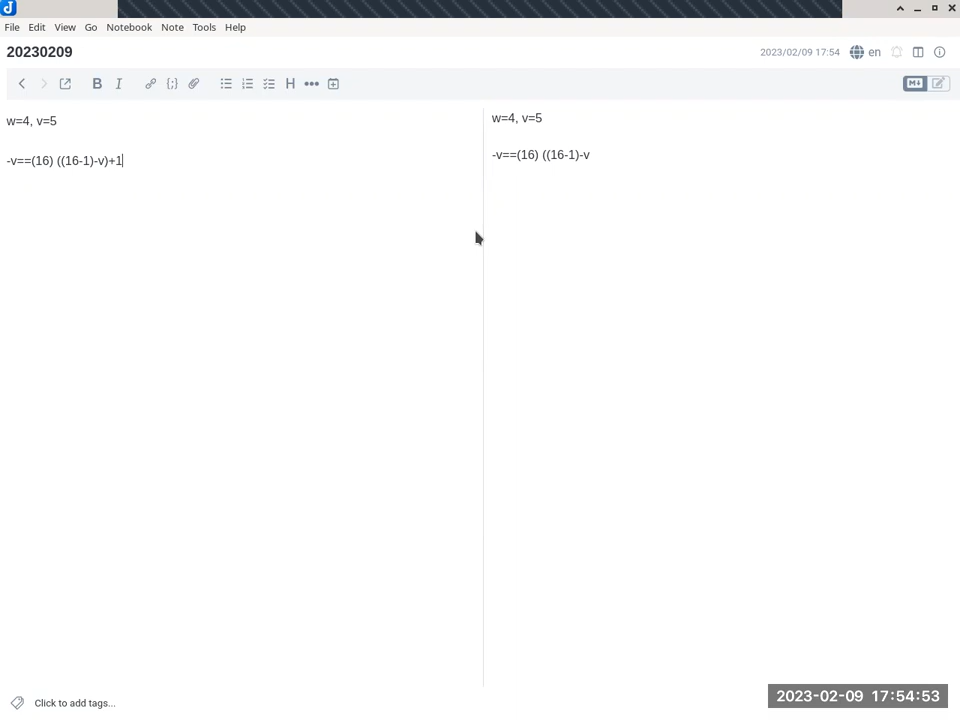 File Edit View Go Notebook Note Tools Help
20230209
2023/02/09 17:54 en
B I {;} H M↓
w=4, v=5
-v==(16) ((16-1)-v)+1
w=4, v=5
-v==(16) ((16-1)-v
Click to add tags...
2023-02-09 17:54:53